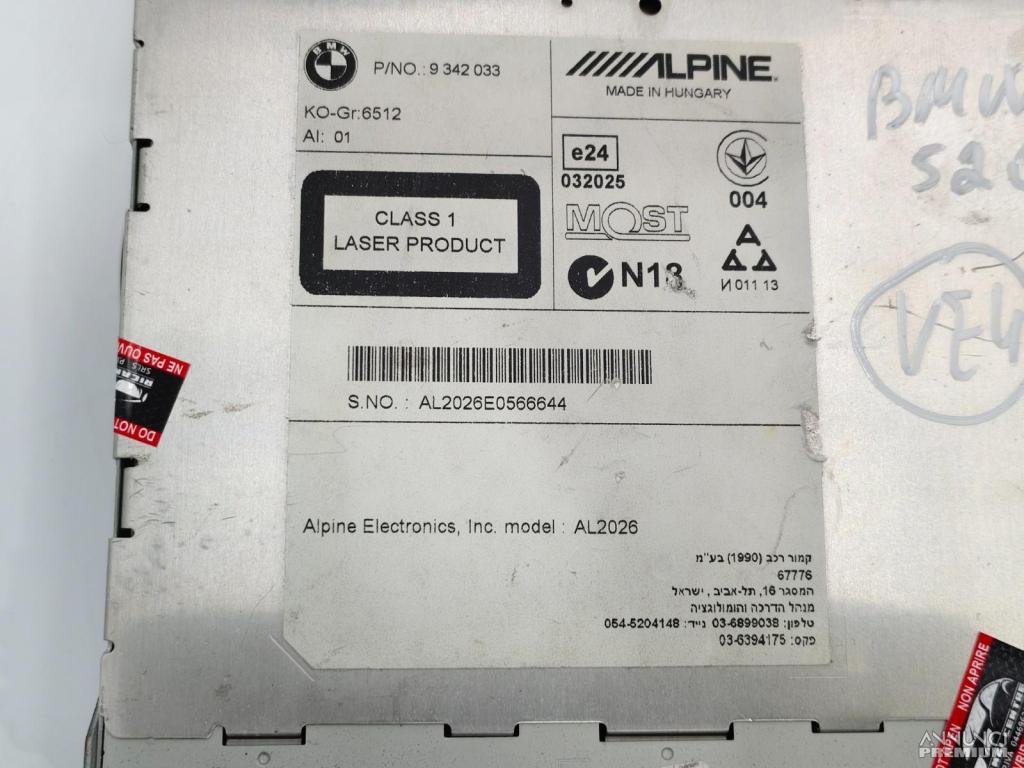 BMW
P/NO.: 9 342 033
KO-Gr:6512
AI: 01
ALPINE
MADE IN HUNGARY
e24
032025
004
MOST
N18
И 011 13
CLASS 1
LASER PRODUCT
S.NO. : AL2026E0566644
Alpine Electronics, Inc. model : AL2026
קמור רכב (1990) בע"מ
67776
המסגר 16, תל-אביב, ישראל
מנהל הדרכה והומולוגציה
טלפון: 03-6899038 נייד: 054-5204148
פקס: 03-6394175
NE PAS OUV
DO NOT
NON APRIRE
OPEN
PREMIUM